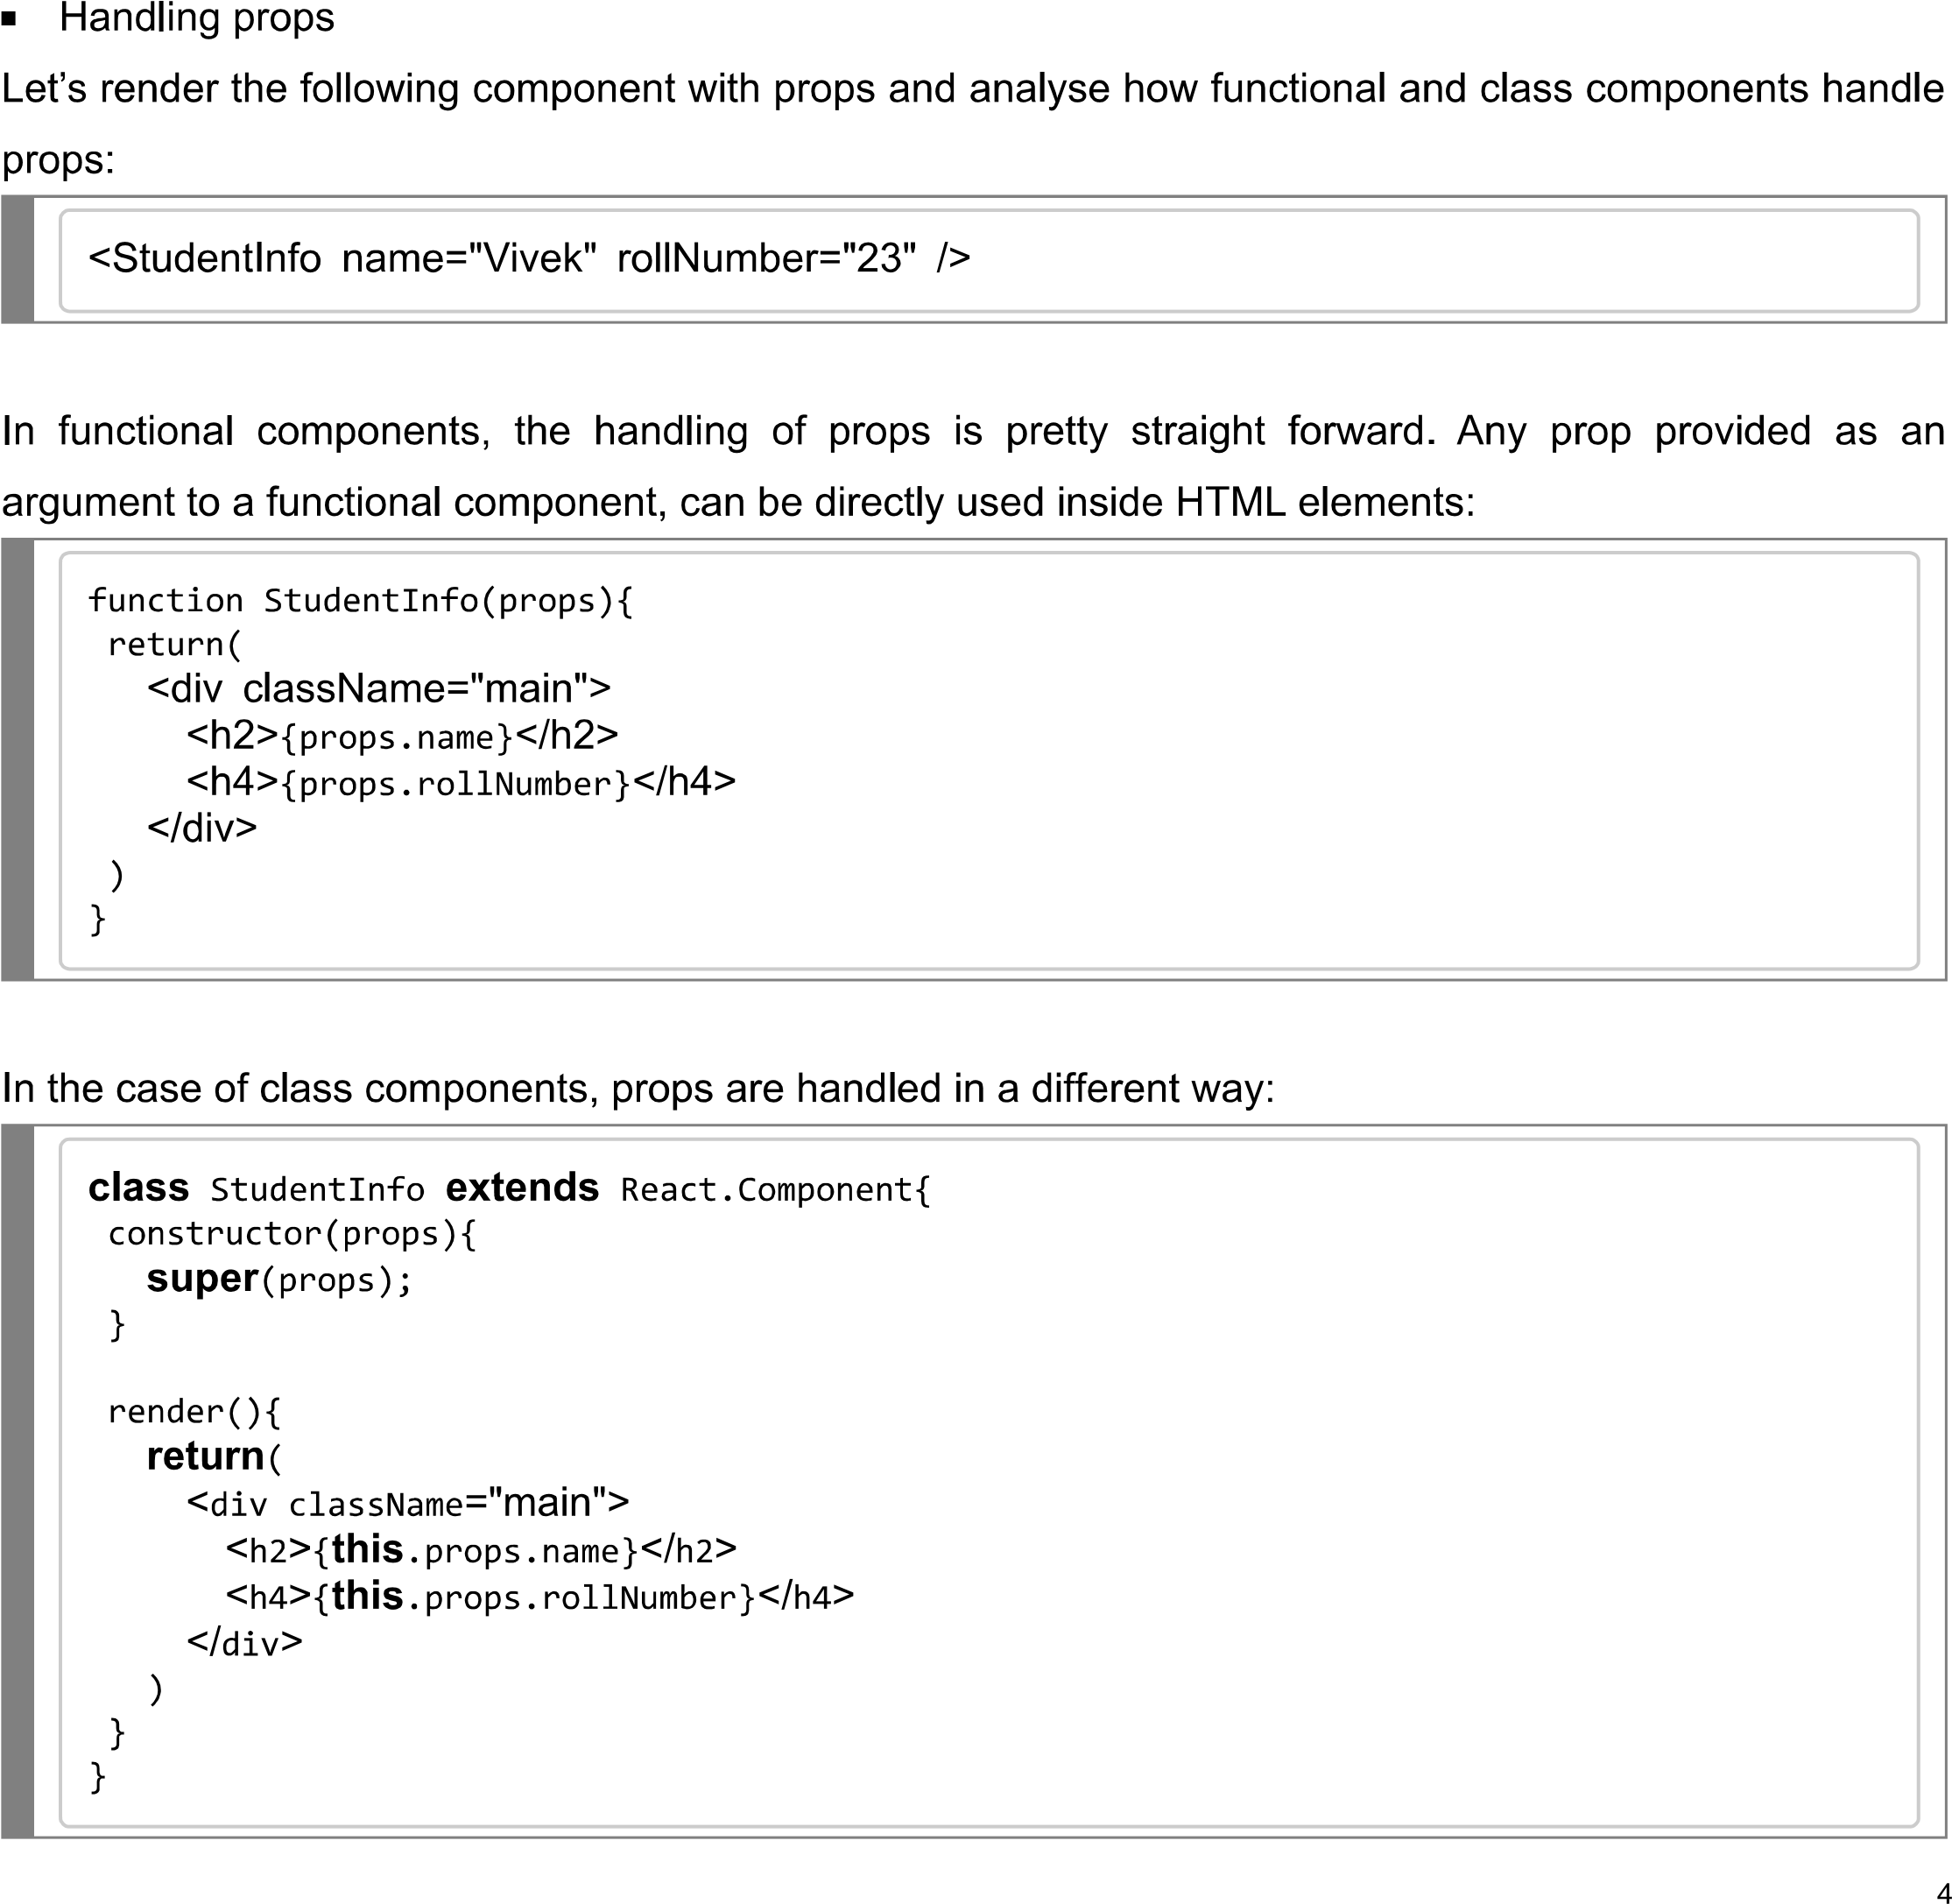 ▪ Handling props
Let’s render the following component with props and analyse how functional and class components handle
props:
<StudentInfo name="Vivek" rollNumber="23" />
In functional components, the handling of props is pretty straight forward. Any prop provided as an
argument to a functional component, can be directly used inside HTML elements:
function StudentInfo(props){
 return(
   <div className="main">
     <h2>{props.name}</h2>
     <h4>{props.rollNumber}</h4>
   </div>
 )
}
In the case of class components, props are handled in a different way:
class StudentInfo extends React.Component{
 constructor(props){
   super(props);
 }
 render(){
   return(
     <div className="main">
       <h2>{this.props.name}</h2>
       <h4>{this.props.rollNumber}</h4>
     </div>
   )
 }
}
4